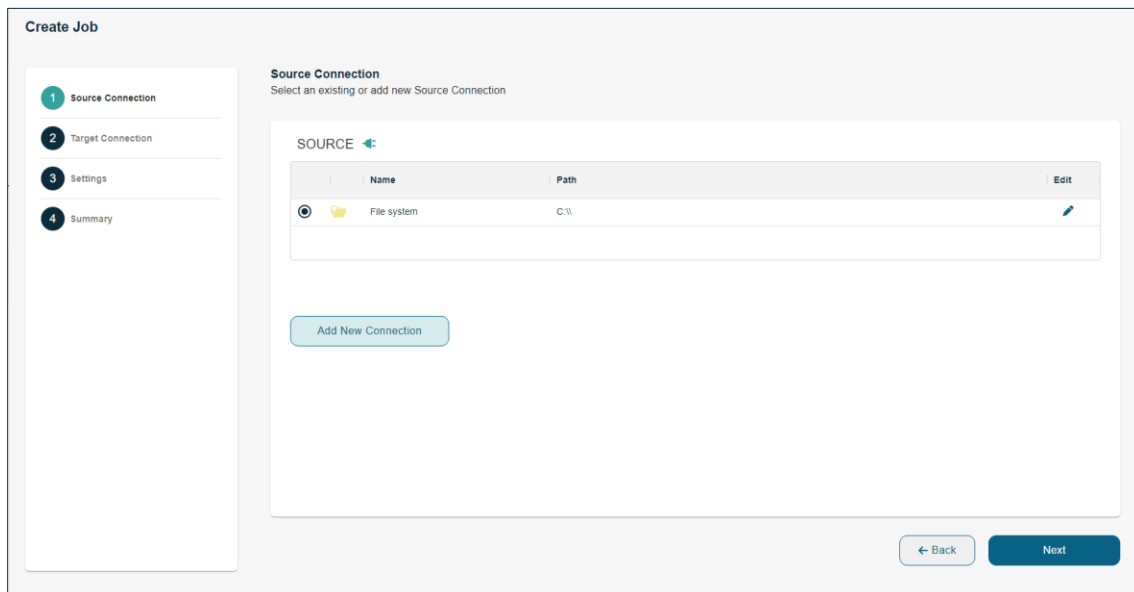 Create Job
1 Source Connection
2 Target Connection
3 Settings
4 Summary
Source Connection
Select an existing or add new Source Connection
SOURCE
Name Path Edit
File system C:\\
Add New Connection
← Back Next